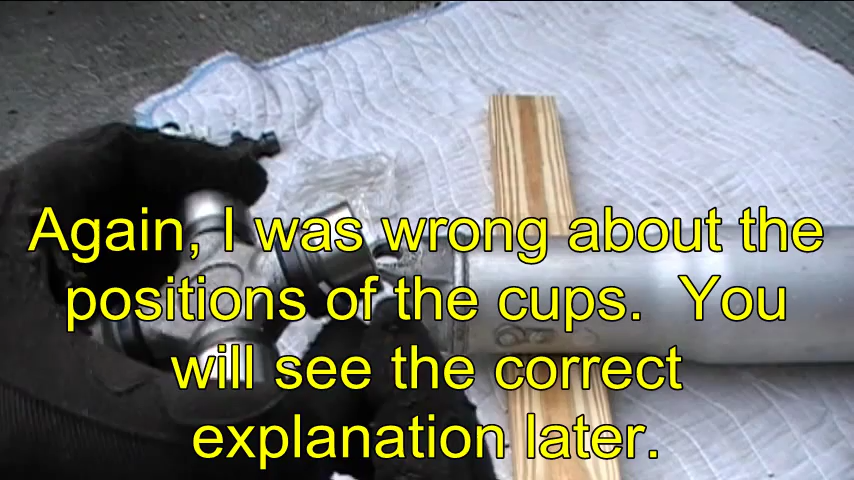 Again, I was wrong about the
positions of the cups.  You
will see the correct
explanation later.